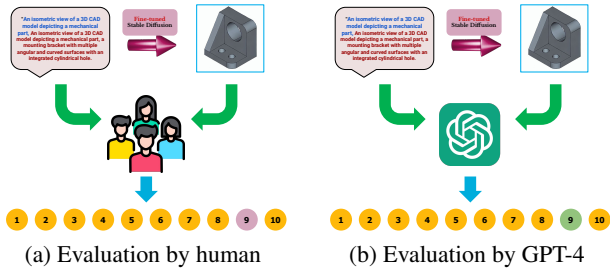 "An isometric view of a 3D CAD
model depicting a mechanical
part, An isometric view of a 3D CAD
model depicting a mechanical part, a
mounting bracket with multiple
angular and curved surfaces with an
integrated cylindrical hole.
Fine-tuned
Stable Diffusion
1 2 3 4 5 6 7 8 9 10
(a) Evaluation by human
"An isometric view of a 3D CAD
model depicting a mechanical
part, An isometric view of a 3D CAD
model depicting a mechanical part, a
mounting bracket with multiple
angular and curved surfaces with an
integrated cylindrical hole.
Fine-tuned
Stable Diffusion
1 2 3 4 5 6 7 8 9 10
(b) Evaluation by GPT-4